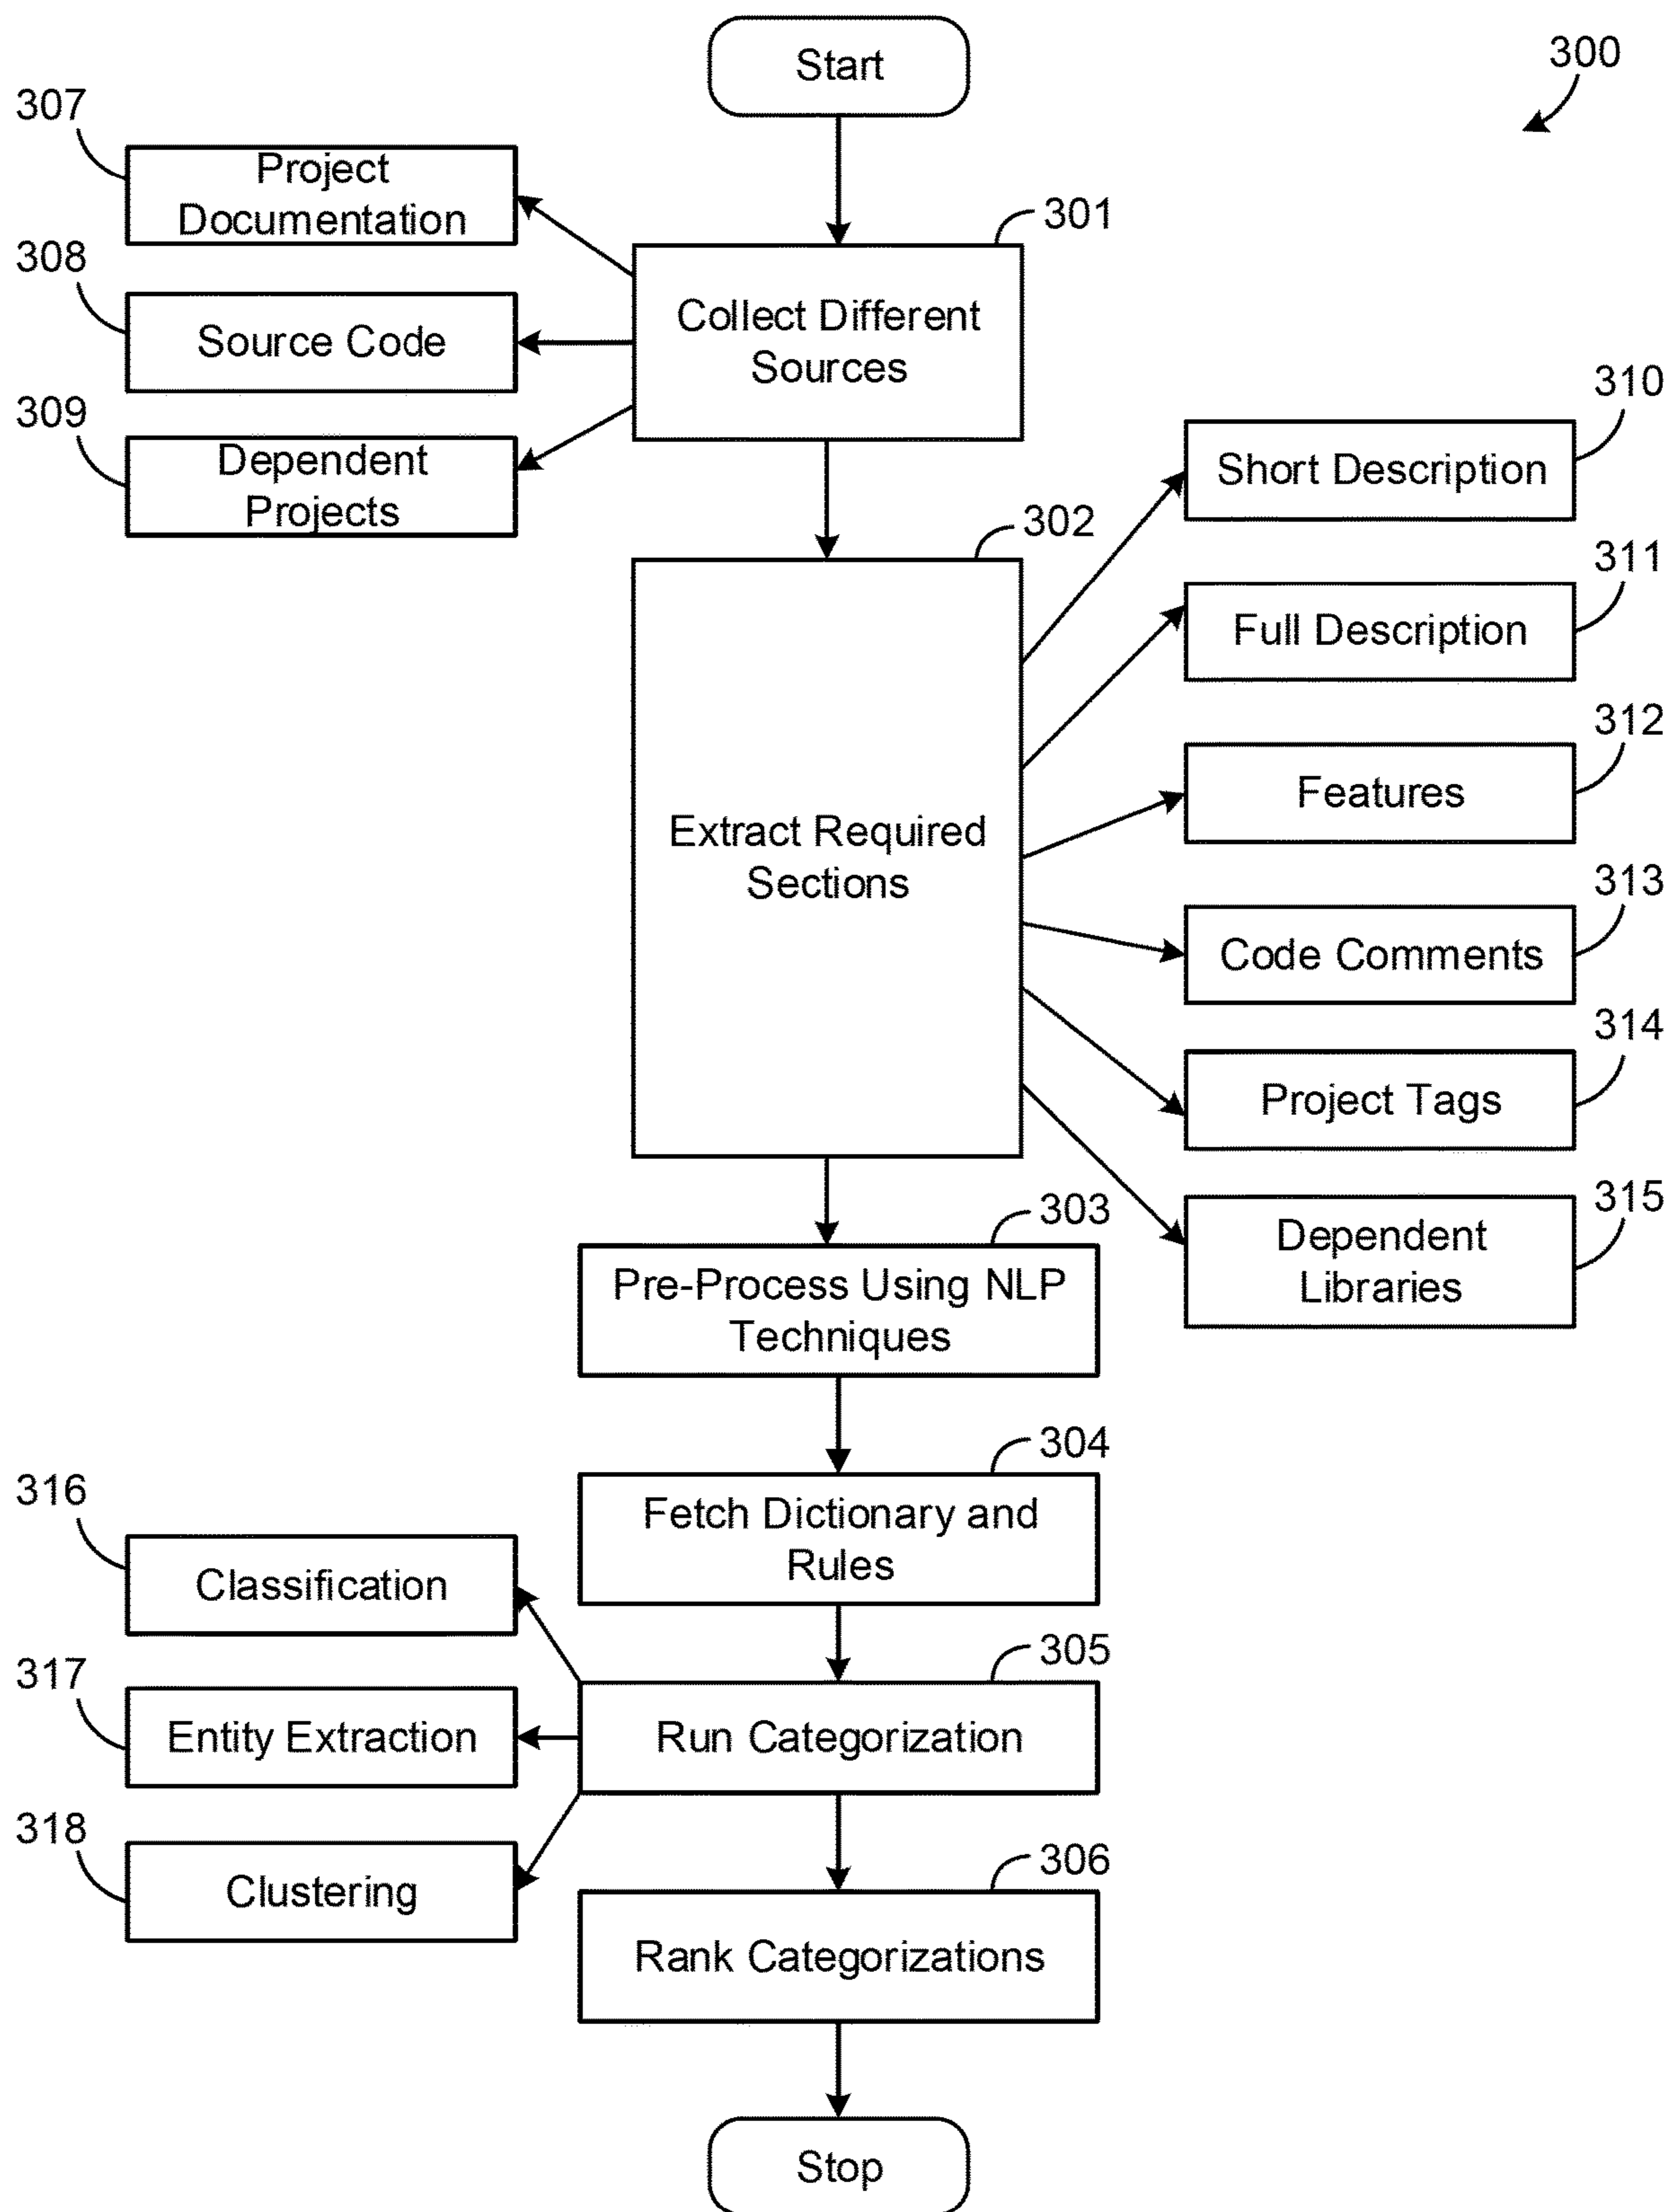 Start
300
307
Project
Documentation
301
308
Source Code
Collect Different
Sources
309
Dependent
Projects
310
Short Description
302
311
Full Description
312
Features
Extract Required
Sections
313
Code Comments
314
Project Tags
315
Dependent
Libraries
303
Pre-Process Using NLP
Techniques
304
Fetch Dictionary and
Rules
316
Classification
305
317
Entity Extraction
Run Categorization
318
Clustering
306
Rank Categorizations
Stop